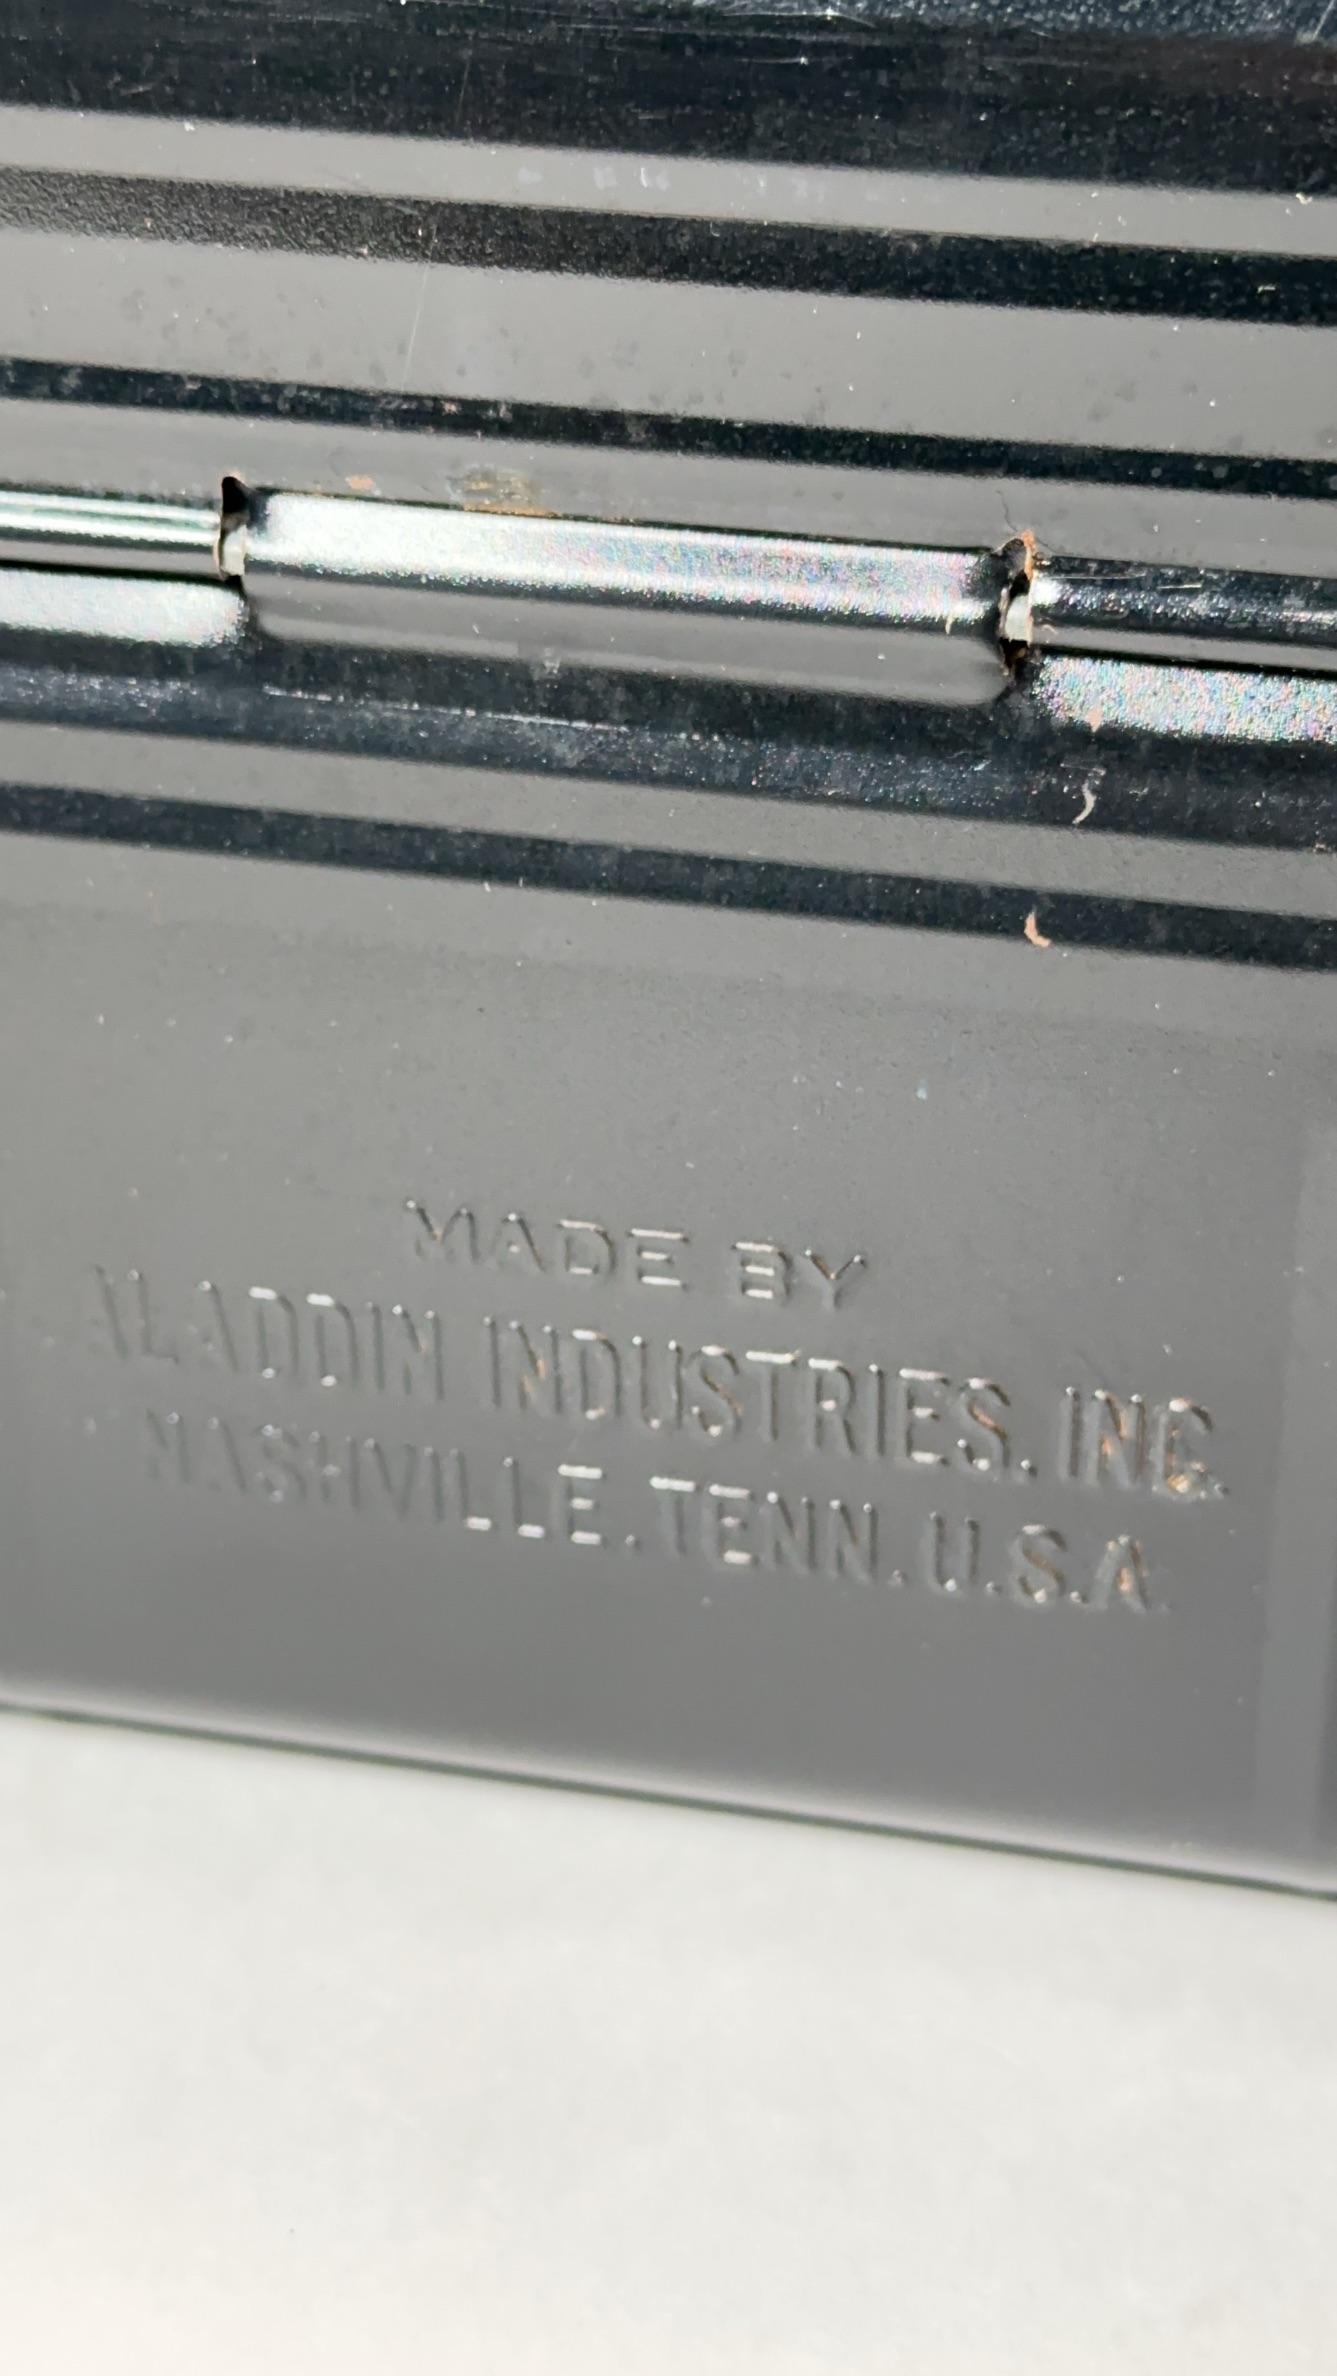 MADE BY
ALADDIN INDUSTRIES, INC.
NASHVILLE, TENN. U.S.A.